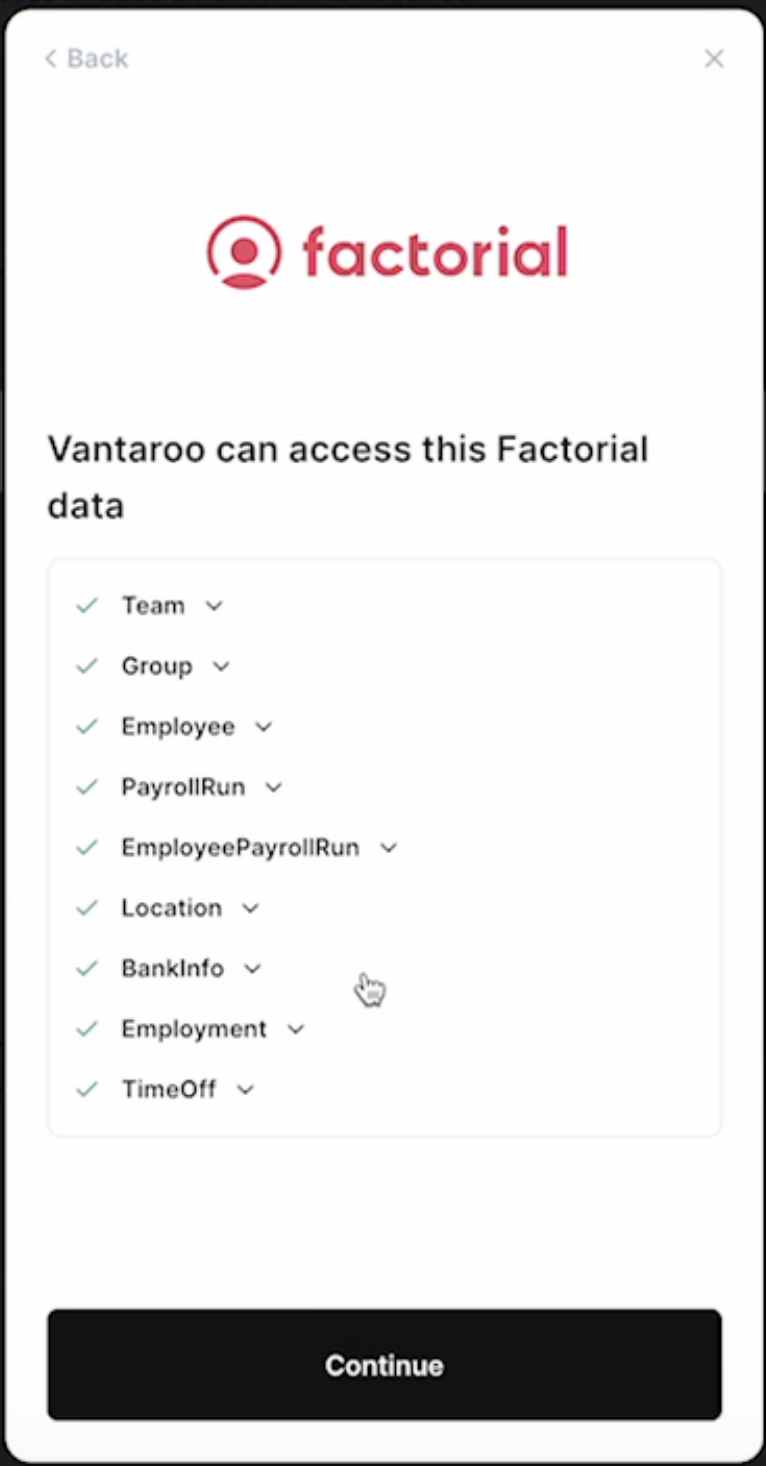 Back
factorial
Vantaroo can access this Factorial
data
Team
Group
Employee
PayrollRun
EmployeePayrollRun
Location
BankInfo
Employment
TimeOff
Continue